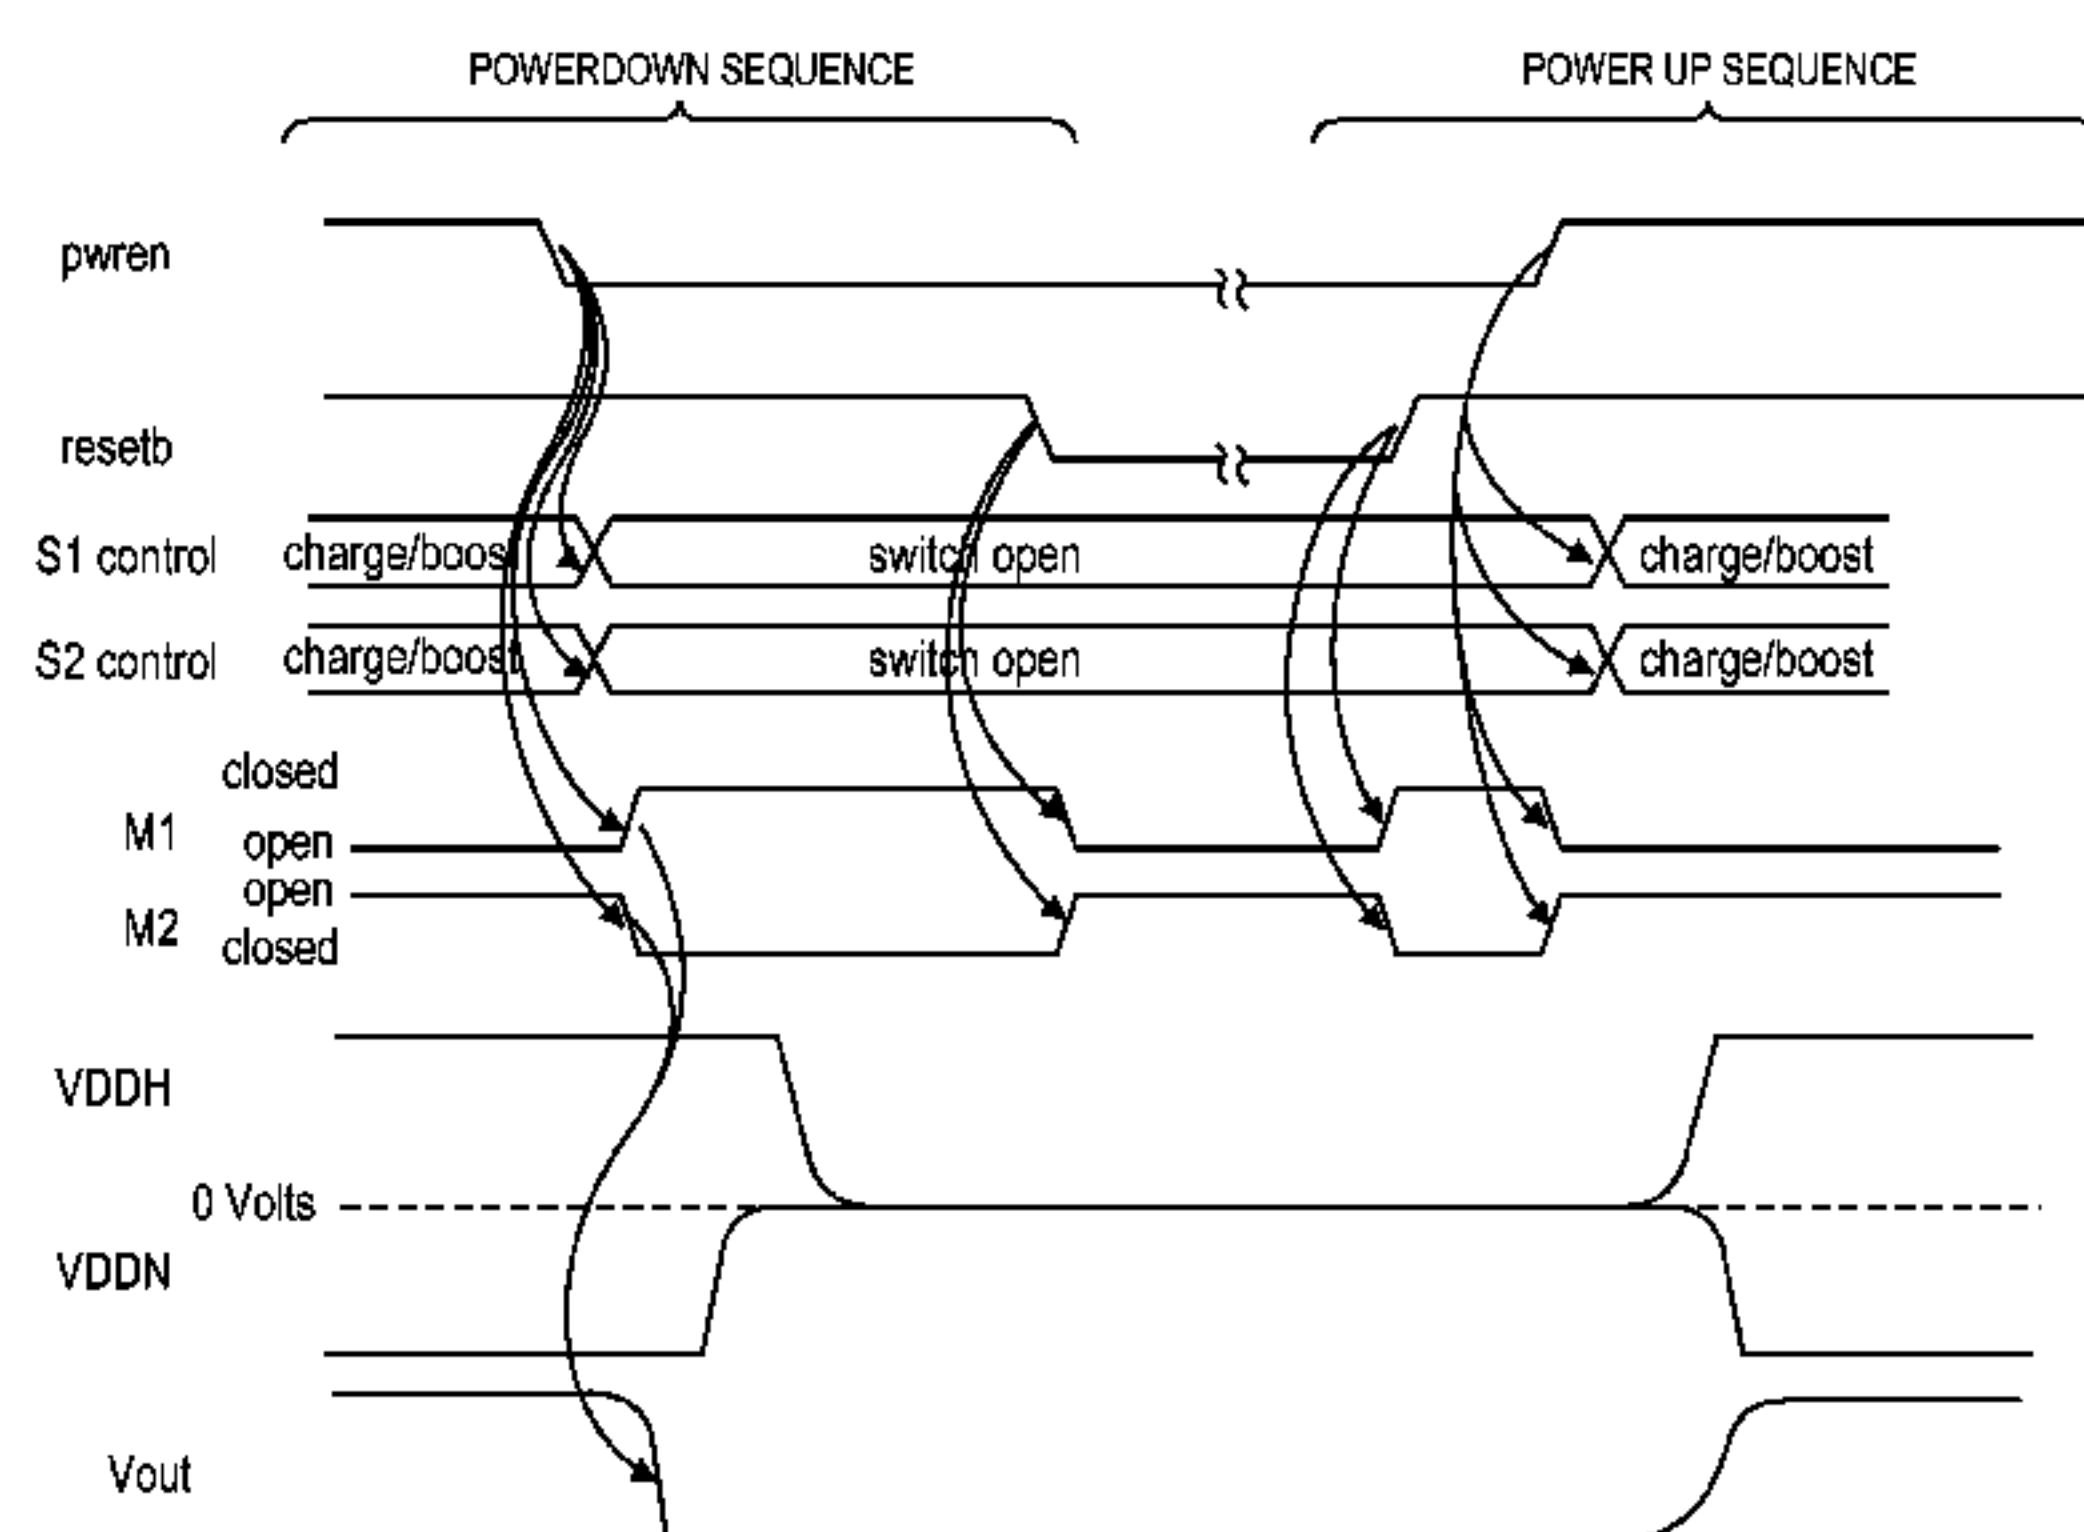 POWERDOWN SEQUENCE POWER UP SEQUENCE
pwren
resetb
S1 control charge/boost switch open charge/boost
S2 control charge/boost switch open charge/boost
closed
M1
open
open
M2
closed
VDDH
0 Volts
VDDN
Vout